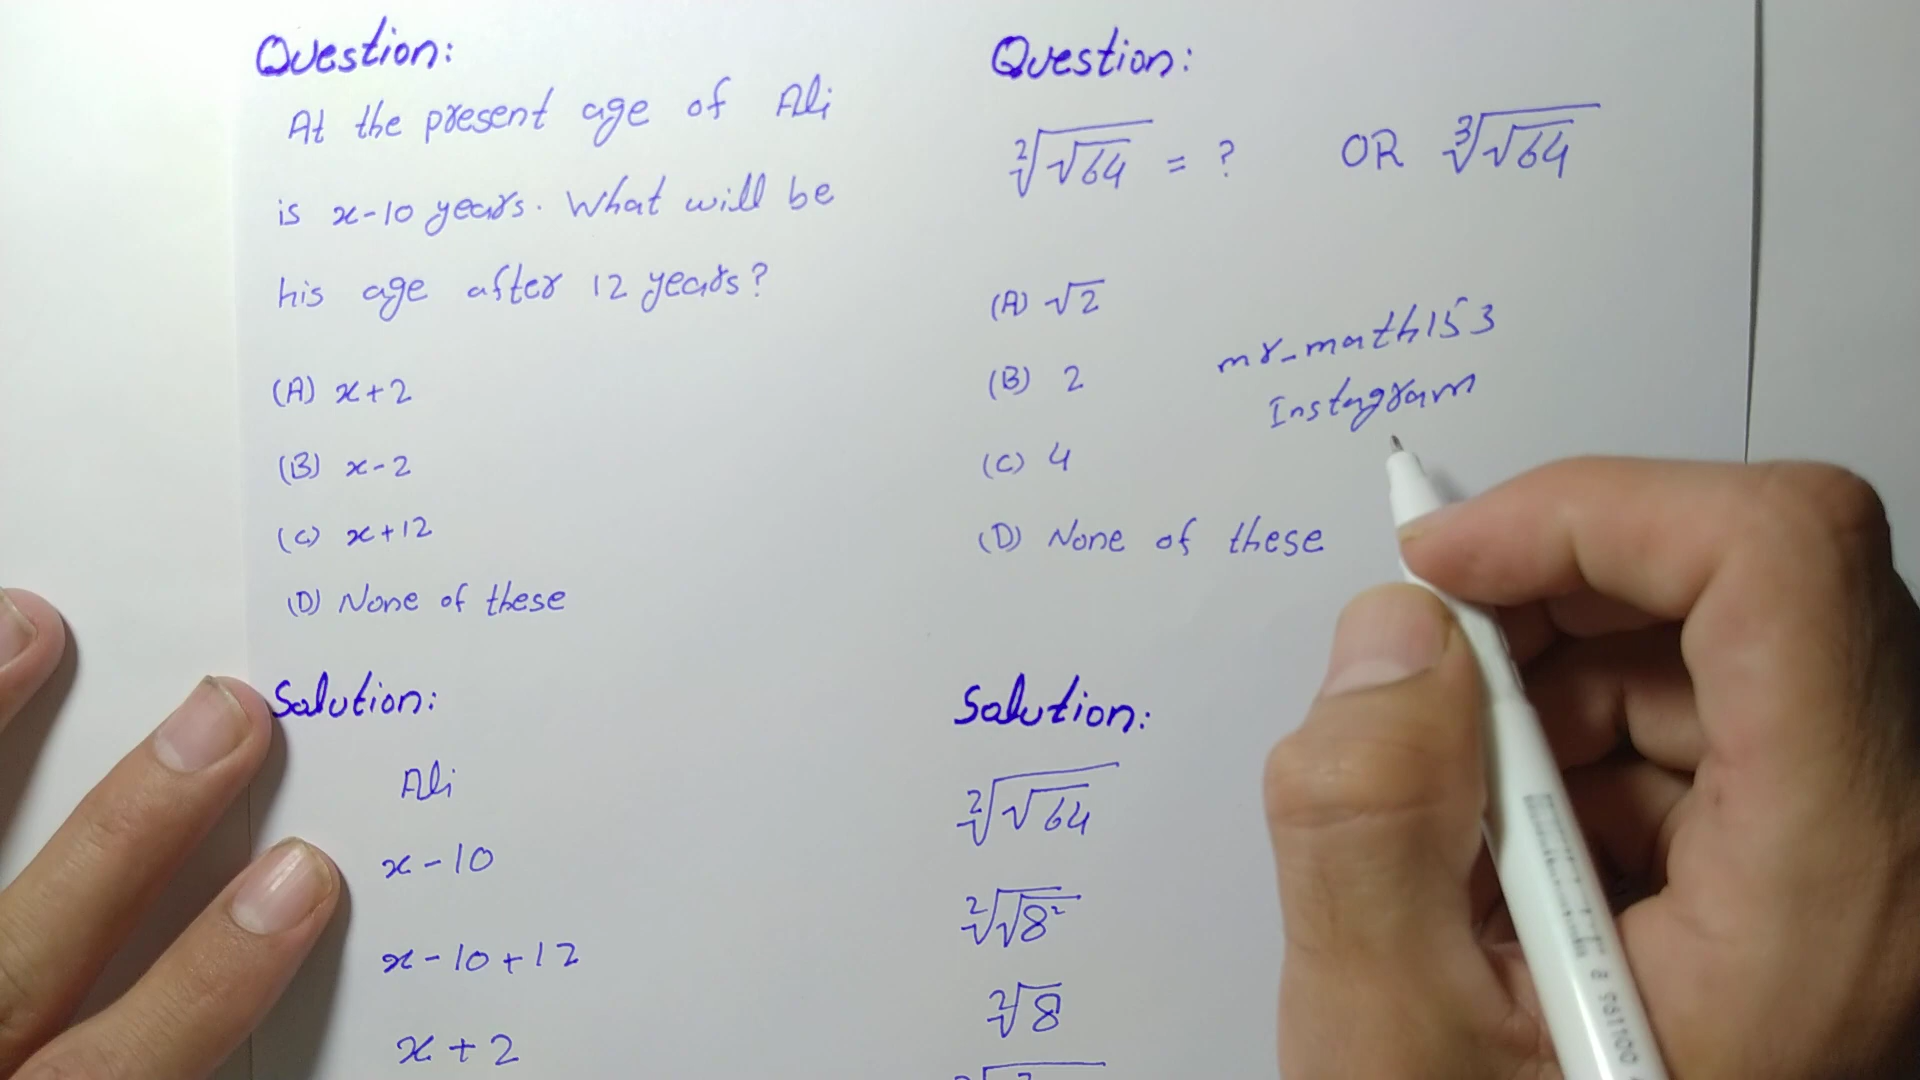 Question:
At the present age of Ali
is x-10 years. What will be
his age after 12 years?
(A) x+2
(B) x-2
(C) x+12
(D) None of these
Solution:
Ali
x-10
x-10+12
x+2
Question:
²√√64 = ? OR ³√√64
(A) √2
(B) 2
(C) 4
(D) None of these
mr_math153
Instagram
Solution:
²√√64
²√√8²
²√8